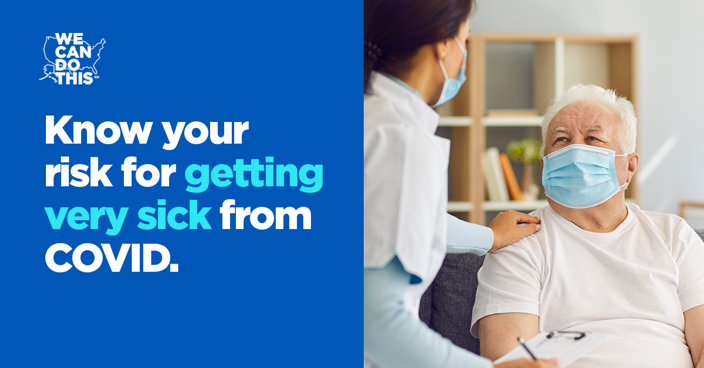 WE
CAN
DO
THIS
Know your
risk for getting
very sick from
COVID.